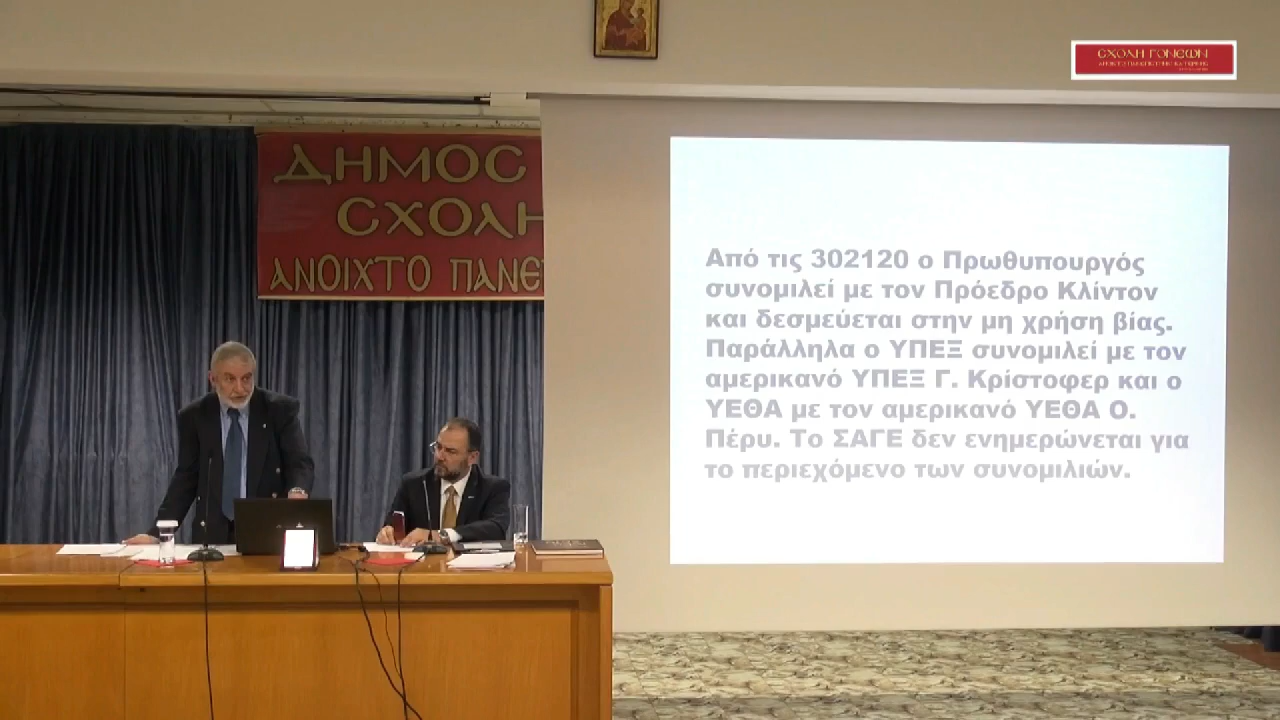 ΣΧΟΛΗ ΓΟΝΕΩΝ
ΔΗΜΟΣ
ΣΧΟΛΗ
ΑΝΟΙΧΤΟ ΠΑΝΕ
Από τις 302120 ο Πρωθυπουργός
συνομιλεί με τον Πρόεδρο Κλίντον
και δεσμεύεται στην μη χρήση βίας.
Παράλληλα ο ΥΠΕΞ συνομιλεί με τον
αμερικανό ΥΠΕΞ Γ. Κρίστοφερ και ο
ΥΕΘΑ με τον αμερικανό ΥΕΘΑ Ο.
Πέρυ. Το ΣΑΓΕ δεν ενημερώνεται για
το περιεχόμενο των συνομιλιών.